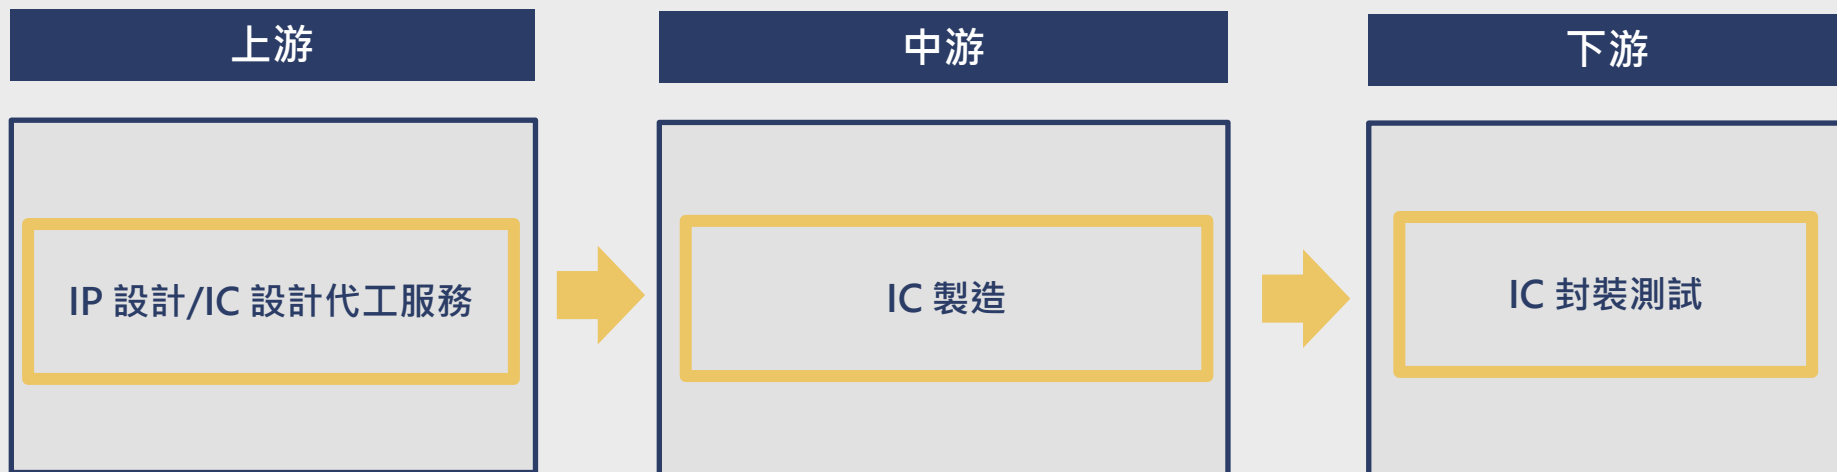 上游
中游
下游
IP 設計/IC 設計代工服務
IC 製造
IC 封裝測試